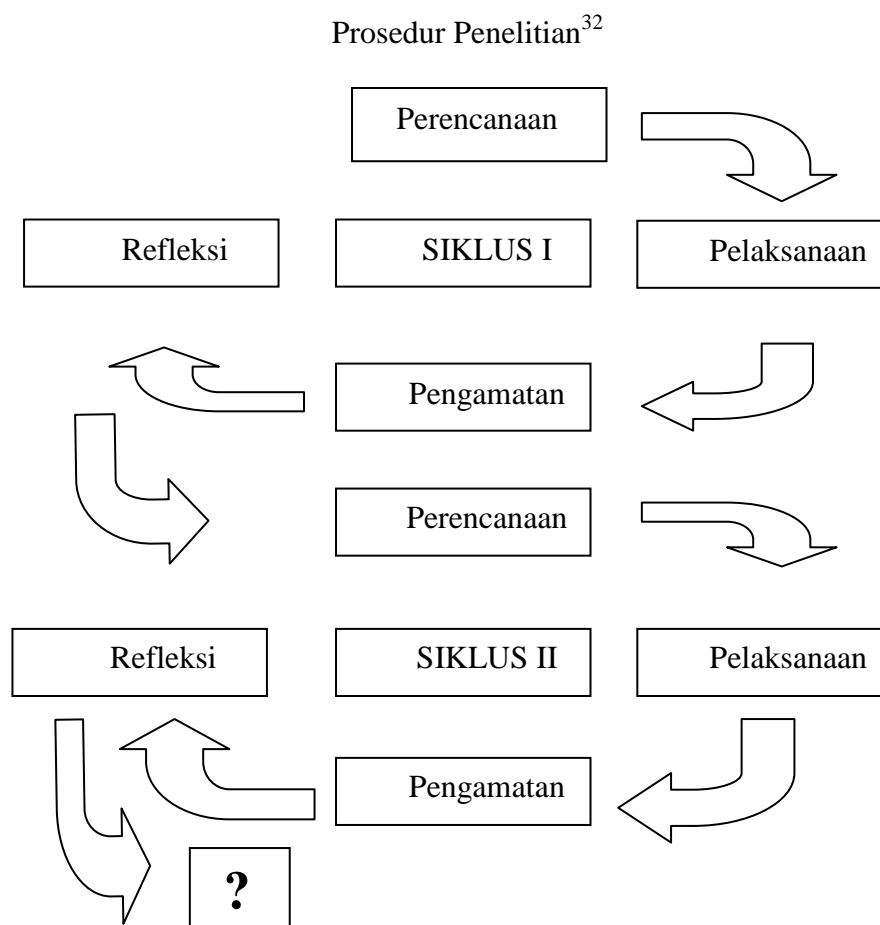 Prosedur Penelitian32
Perencanaan
Refleksi SIKLUS I Pelaksanaan
Pengamatan
Perencanaan
Refleksi SIKLUS II Pelaksanaan
Pengamatan
?